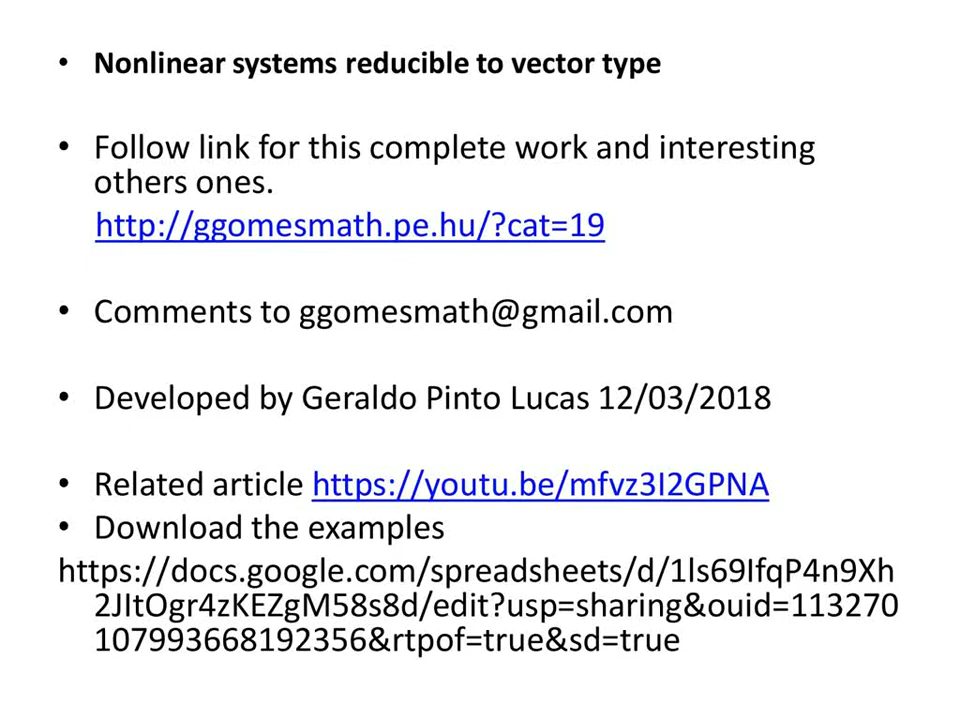 • Nonlinear systems reducible to vector type
• Follow link for this complete work and interesting
others ones.
http://ggomesmath.pe.hu/?cat=19
• Comments to ggomesmath@gmail.com
• Developed by Geraldo Pinto Lucas 12/03/2018
• Related article https://youtu.be/mfvz3I2GPNA
• Download the examples
https://docs.google.com/spreadsheets/d/1ls69IfqP4n9Xh
2JItOgr4zKEZgM58s8d/edit?usp=sharing&ouid=113270
107993668192356&rtpof=true&sd=true